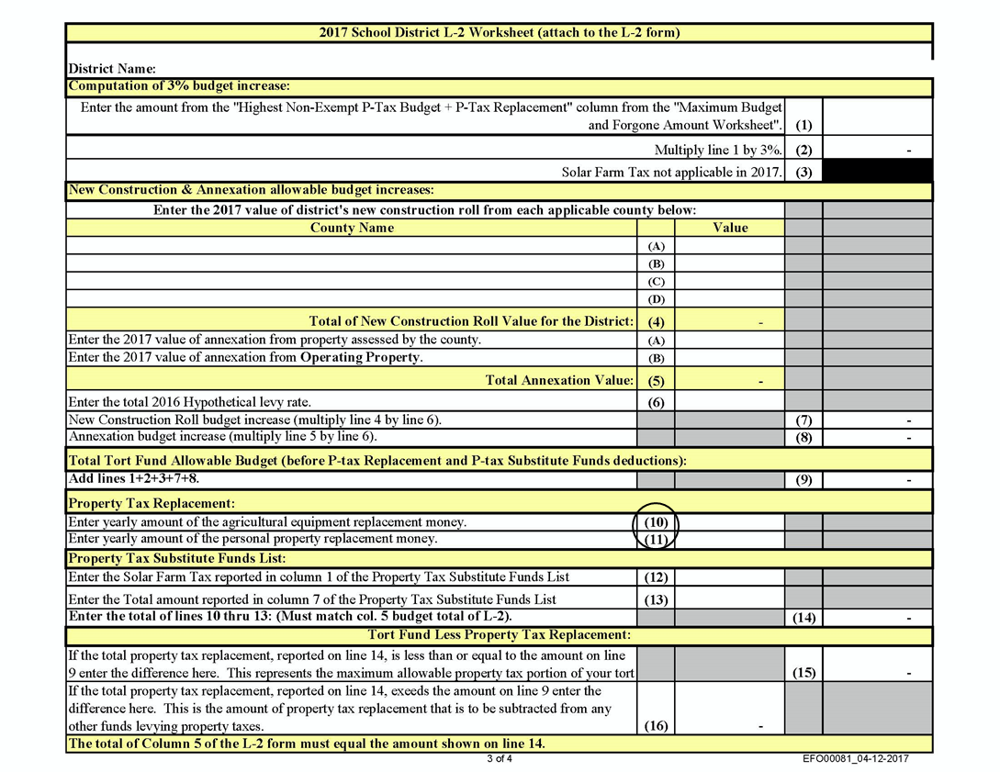 2017 School District L-2 Worksheet (attach to the L-2 form)
District Name:
Computation of 3% budget increase:
Enter the amount from the "Highest Non-Exempt P-Tax Budget + P-Tax Replacement" column from the "Maximum Budget
and Forgone Amount Worksheet". (1)
Multiply line 1 by 3%. (2) -
Solar Farm Tax not applicable in 2017. (3)
New Construction & Annexation allowable budget increases:
Enter the 2017 value of district's new construction roll from each applicable county below:
County Name Value
(A)
(B)
(C)
(D)
Total of New Construction Roll Value for the District: (4) -
Enter the 2017 value of annexation from property assessed by the county. (A)
Enter the 2017 value of annexation from Operating Property. (B)
Total Annexation Value: (5) -
Enter the total 2016 Hypothetical levy rate. (6)
New Construction Roll budget increase (multiply line 4 by line 6). (7) -
Annexation budget increase (multiply line 5 by line 6). (8) -
Total Tort Fund Allowable Budget (before P-tax Replacement and P-tax Substitute Funds deductions):
Add lines 1+2+3+7+8. (9) -
Property Tax Replacement:
Enter yearly amount of the agricultural equipment replacement money. (10)
Enter yearly amount of the personal property replacement money. (11)
Property Tax Substitute Funds List:
Enter the Solar Farm Tax reported in column 1 of the Property Tax Substitute Funds List (12)
Enter the Total amount reported in column 7 of the Property Tax Substitute Funds List (13)
Enter the total of lines 10 thru 13: (Must match col. 5 budget total of L-2). (14) -
Tort Fund Less Property Tax Replacement:
If the total property tax replacement, reported on line 14, is less than or equal to the amount on line
9 enter the difference here. This represents the maximum allowable property tax portion of your tort (15) -
If the total property tax replacement, reported on line 14, exceeds the amount on line 9 enter the
difference here. This is the amount of property tax replacement that is to be subtracted from any
other funds levying property taxes. (16) -
The total of Column 5 of the L-2 form must equal the amount shown on line 14.
3 of 4 EFO00081_04-12-2017